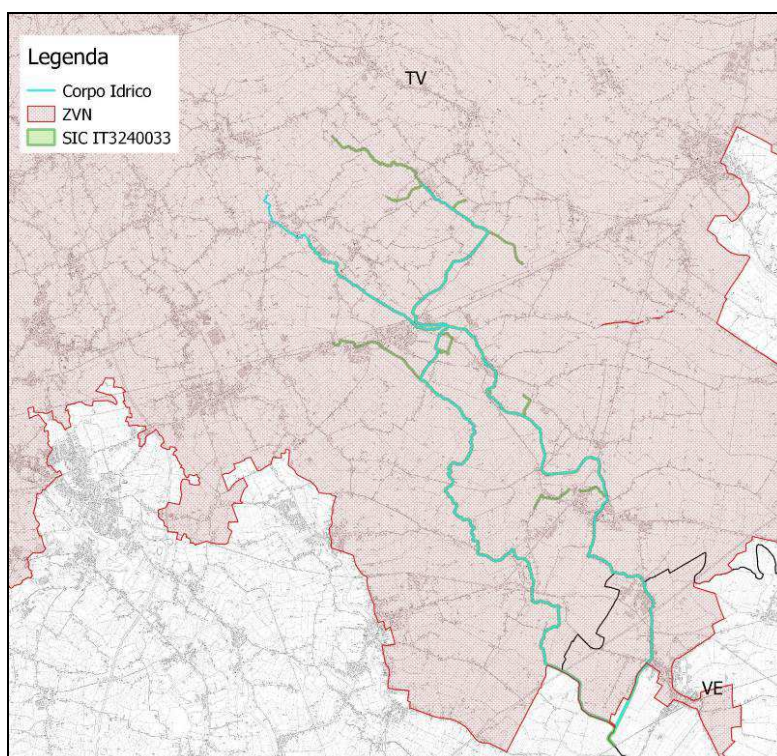 Legenda
Corpo Idrico
ZVN
SIC IT3240033
TV
VE